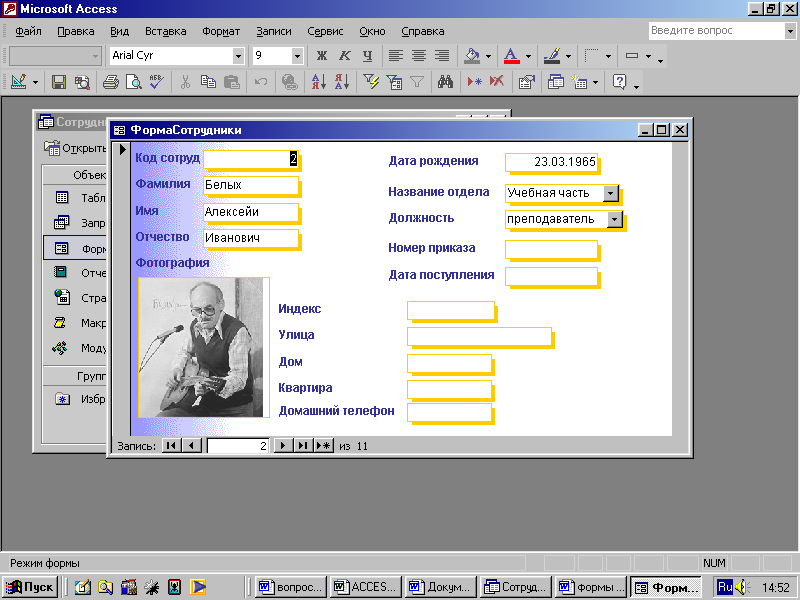 Microsoft Access
Файл Правка Вид Вставка Формат Записи Сервис Окно Справка Введите вопрос
Arial Cyr 9 Ж К Ч
Сотрудн
ФормаСотрудники
Открыть
Объек
Табл
Запр
Форм
Отче
Стра
Макр
Моду
Групп
Избр
Код сотруд 2
Фамилия Белых
Имя Алексейи
Отчество Иванович
Фотография
Дата рождения 23.03.1965
Название отдела Учебная часть
Должность преподаватель
Номер приказа
Дата поступления
Индекс
Улица
Дом
Квартира
Домашний телефон
Запись: 2 из 11
Режим формы NUM
Пуск вопрос... ACCES... Докум... Сотруд... формы ... Форм... Ru 14:52